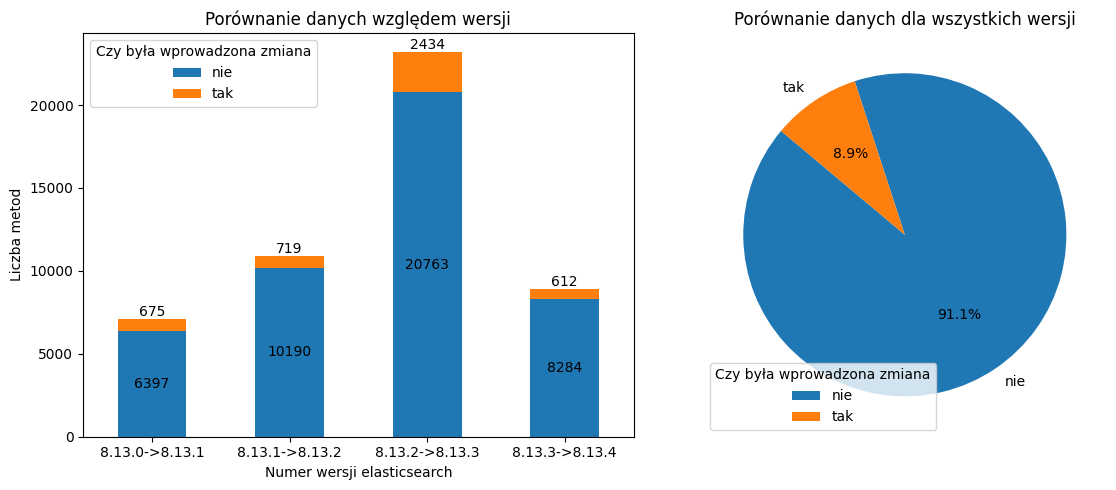 Porównanie danych względem wersji
Czy była wprowadzona zmiana
nie
tak
Liczba metod
20000
15000
10000
5000
0
675
6397
719
10190
2434
20763
612
8284
8.13.0->8.13.1
8.13.1->8.13.2
8.13.2->8.13.3
8.13.3->8.13.4
Numer wersji elasticsearch
Porównanie danych dla wszystkich wersji
tak
8.9%
91.1%
nie
Czy była wprowadzona zmiana
nie
tak